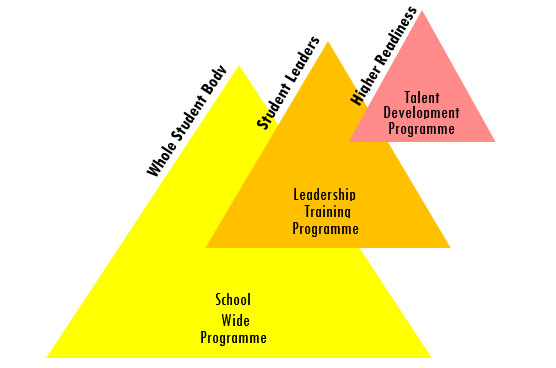 Whole Student Body
Student Leaders
Higher Readiness
Talent
Development
Programme
Leadership
Training
Programme
School
Wide
Programme